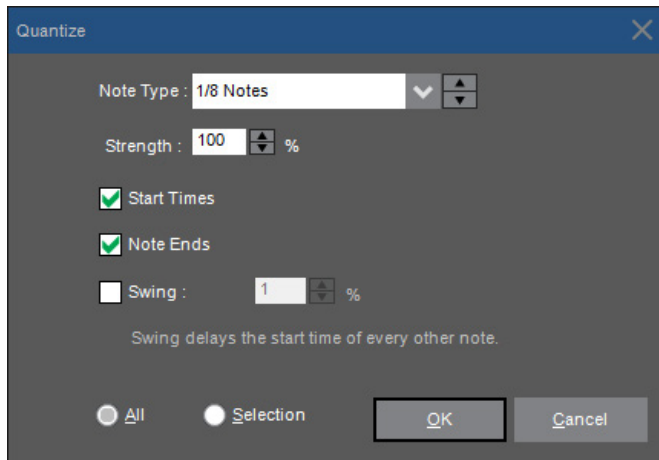 Quantize
Note Type : 1/8 Notes
Strength : 100 %
Start Times
Note Ends
Swing : 1 %
Swing delays the start time of every other note.
All Selection OK Cancel